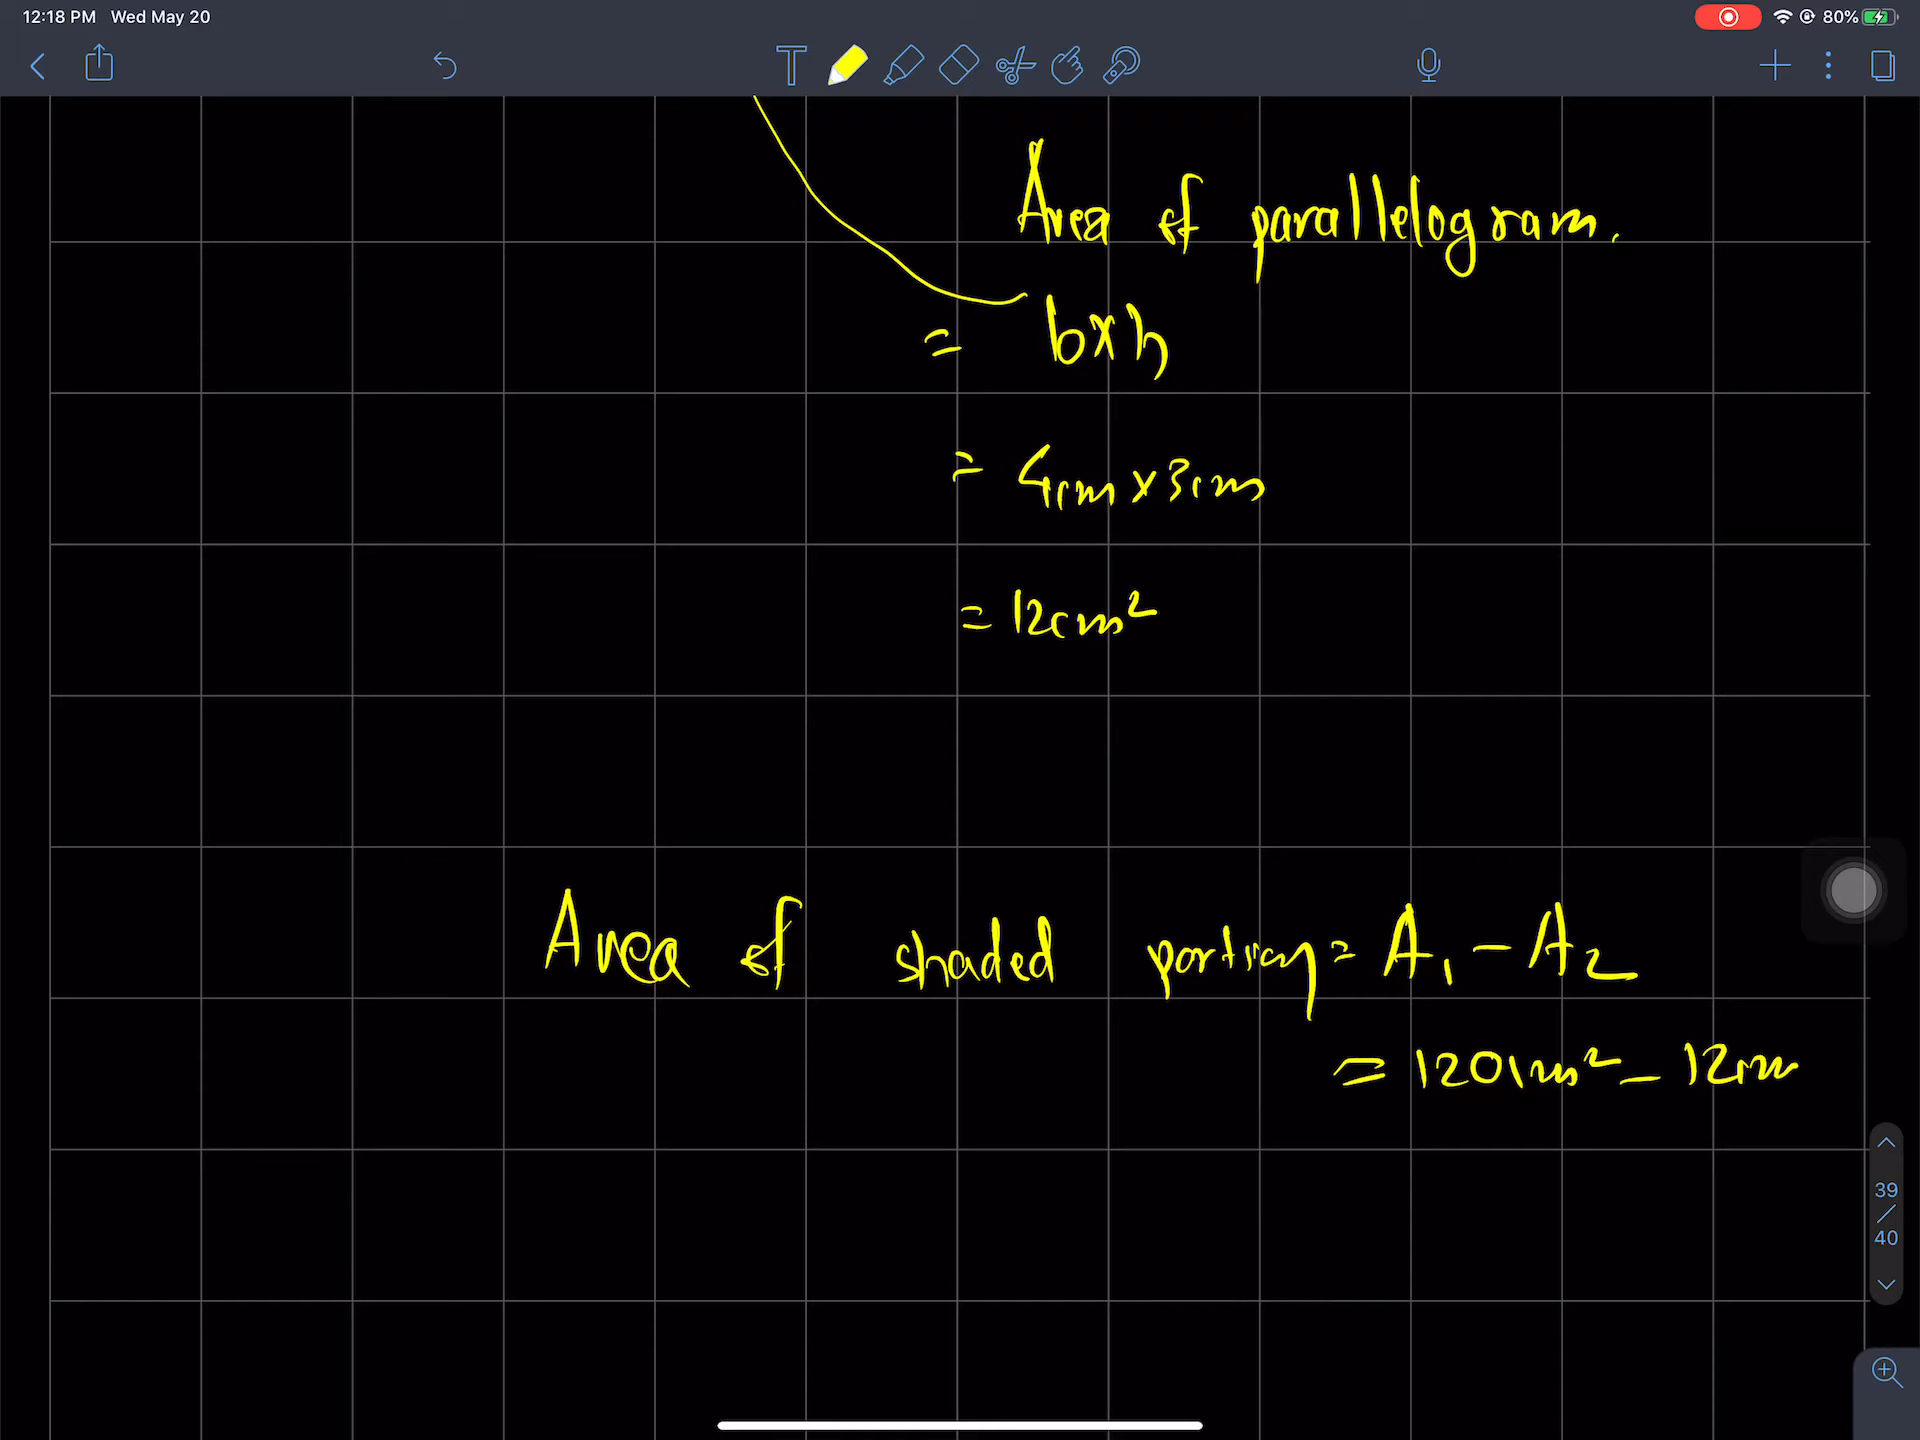 12:18 PM Wed May 20
80%
Area of parallelogram.
= b×h
= 4cm×3cm
= 12cm²
Area of shaded portion = A₁ - A₂
= 120cm² - 12cm
39
/
40